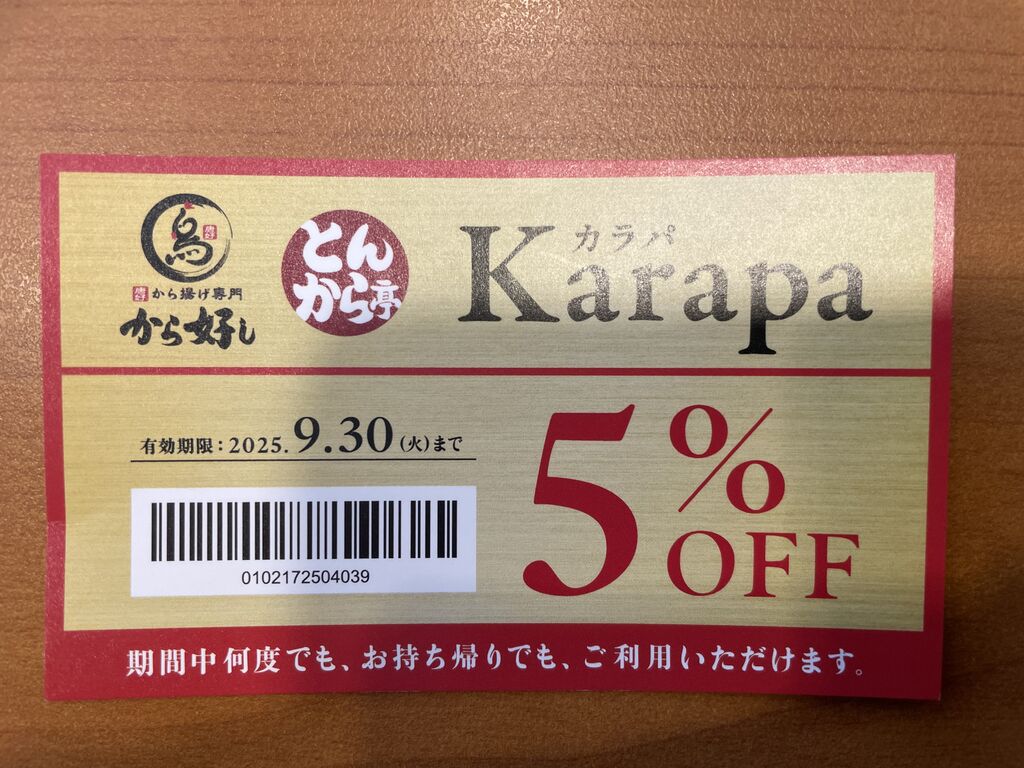 鳥
から揚げ専門
から好し
とん
から亭
カラパ
Karapa
有効期限：2025.9.30(火)まで
5%
OFF
0102172504039
期間中何度でも、お持ち帰りでも、ご利用いただけます。